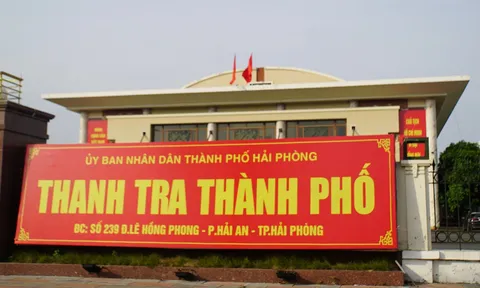 ỦY BAN NHÂN DÂN THÀNH PHỐ HẢI PHÒNG
THANH TRA THÀNH PHỐ
ĐC: SỐ 239 Đ.LÊ HỒNG PHONG - P.HẢI AN - TP.HẢI PHÒNG